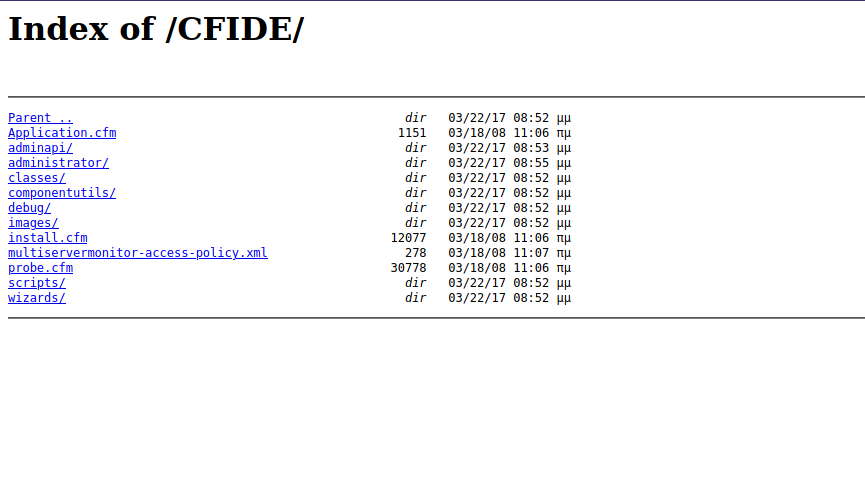 Index of /CFIDE/
Parent .. dir 03/22/17 08:52 μμ
Application.cfm 1151 03/18/08 11:06 πμ
adminapi/ dir 03/22/17 08:53 μμ
administrator/ dir 03/22/17 08:55 μμ
classes/ dir 03/22/17 08:52 μμ
componentutils/ dir 03/22/17 08:52 μμ
debug/ dir 03/22/17 08:52 μμ
images/ dir 03/22/17 08:52 μμ
install.cfm 12077 03/18/08 11:06 πμ
multiservermonitor-access-policy.xml 278 03/18/08 11:07 πμ
probe.cfm 30778 03/18/08 11:06 πμ
scripts/ dir 03/22/17 08:52 μμ
wizards/ dir 03/22/17 08:52 μμ